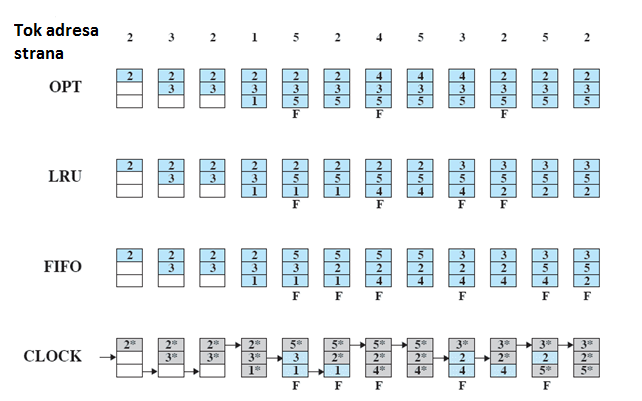 Tok adresa
strana
2 3 2 1 5 2 4 5 3 2 5 2
OPT
2 2 2 2 2 2 4 4 4 2 2 2
3 3 3 3 3 3 3 3 3 3 3
1 5 5 5 5 5 5 5 5
F F F
LRU
2 2 2 2 2 2 2 2 3 3 3 3
3 3 3 5 5 5 5 5 5 5 5
1 1 1 4 4 4 2 2 2
F F F F
FIFO
2 2 2 2 5 5 5 5 3 3 3 3
3 3 3 3 2 2 2 2 2 5 5
1 1 1 4 4 4 4 4 2
F F F F F F
CLOCK
2* 2* 2* 2* 5* 5* 5* 5* 3* 3* 3* 3*
3* 3* 3* 3 2* 2* 2* 2 2* 2 2*
1* 1 1 4* 4* 4 4 5* 5*
F F F F F